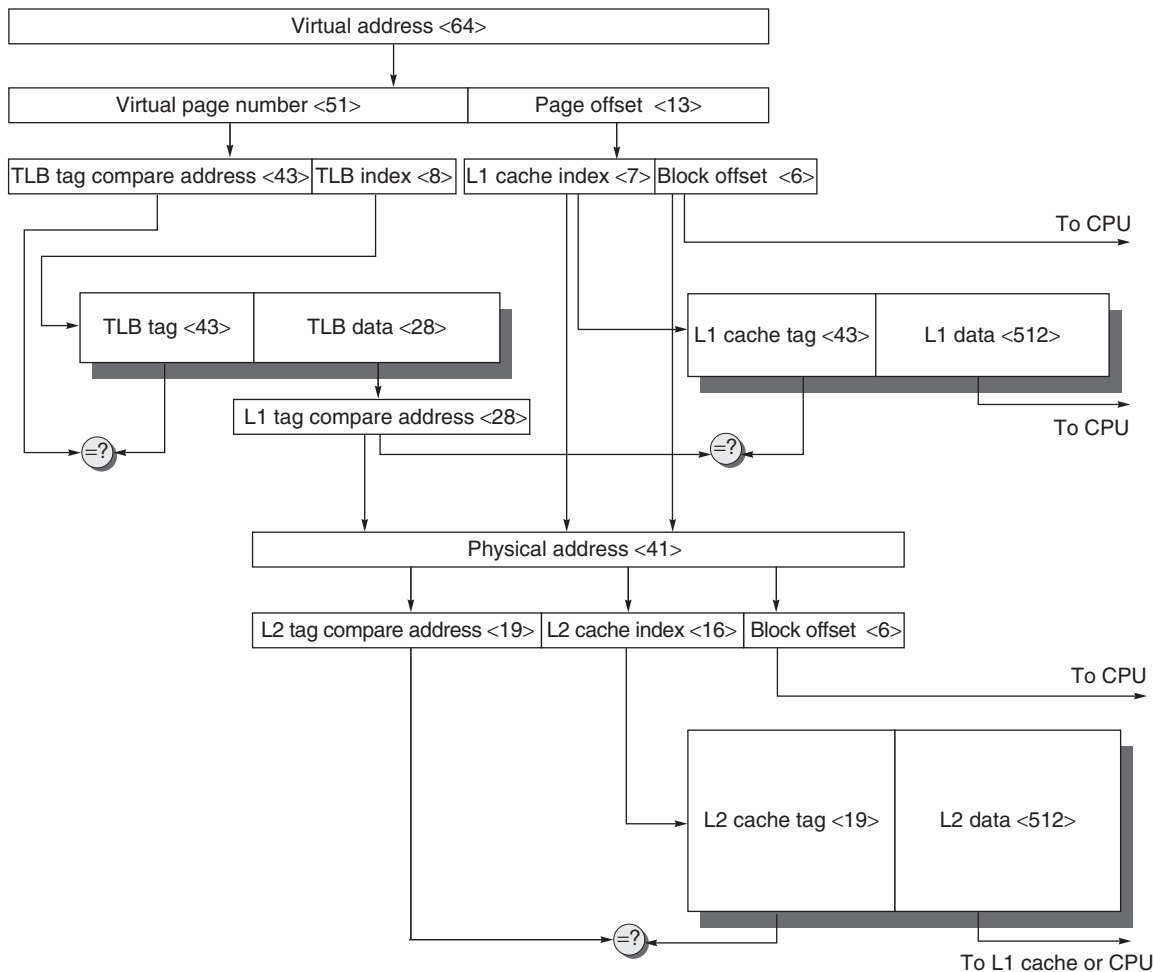 Virtual address <64>
Virtual page number <51>
Page offset <13>
TLB tag compare address <43>
TLB index <8>
L1 cache index <7>
Block offset <6>
To CPU
TLB tag <43>
TLB data <28>
L1 cache tag <43>
L1 data <512>
L1 tag compare address <28>
To CPU
=?
=?
Physical address <41>
L2 tag compare address <19>
L2 cache index <16>
Block offset <6>
To CPU
L2 cache tag <19>
L2 data <512>
=?
To L1 cache or CPU